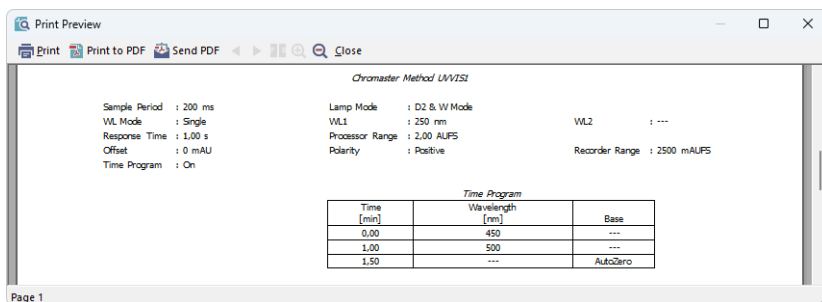 Print Preview
Print Print to PDF Send PDF Close
Chromaster Method UVVIS1
Sample Period : 200 ms Lamp Mode : D2 & W Mode
WL Mode : Single WL1 : 250 nm WL2 : ---
Response Time : 1,00 s Processor Range : 2,00 AUFS
Offset : 0 mAU Polarity : Positive Recorder Range : 2500 mAUFS
Time Program : On
Time Program
Time Wavelength
[min] [nm] Base
0,00 450 ---
1,00 500 ---
1,50 --- AutoZero
Page 1